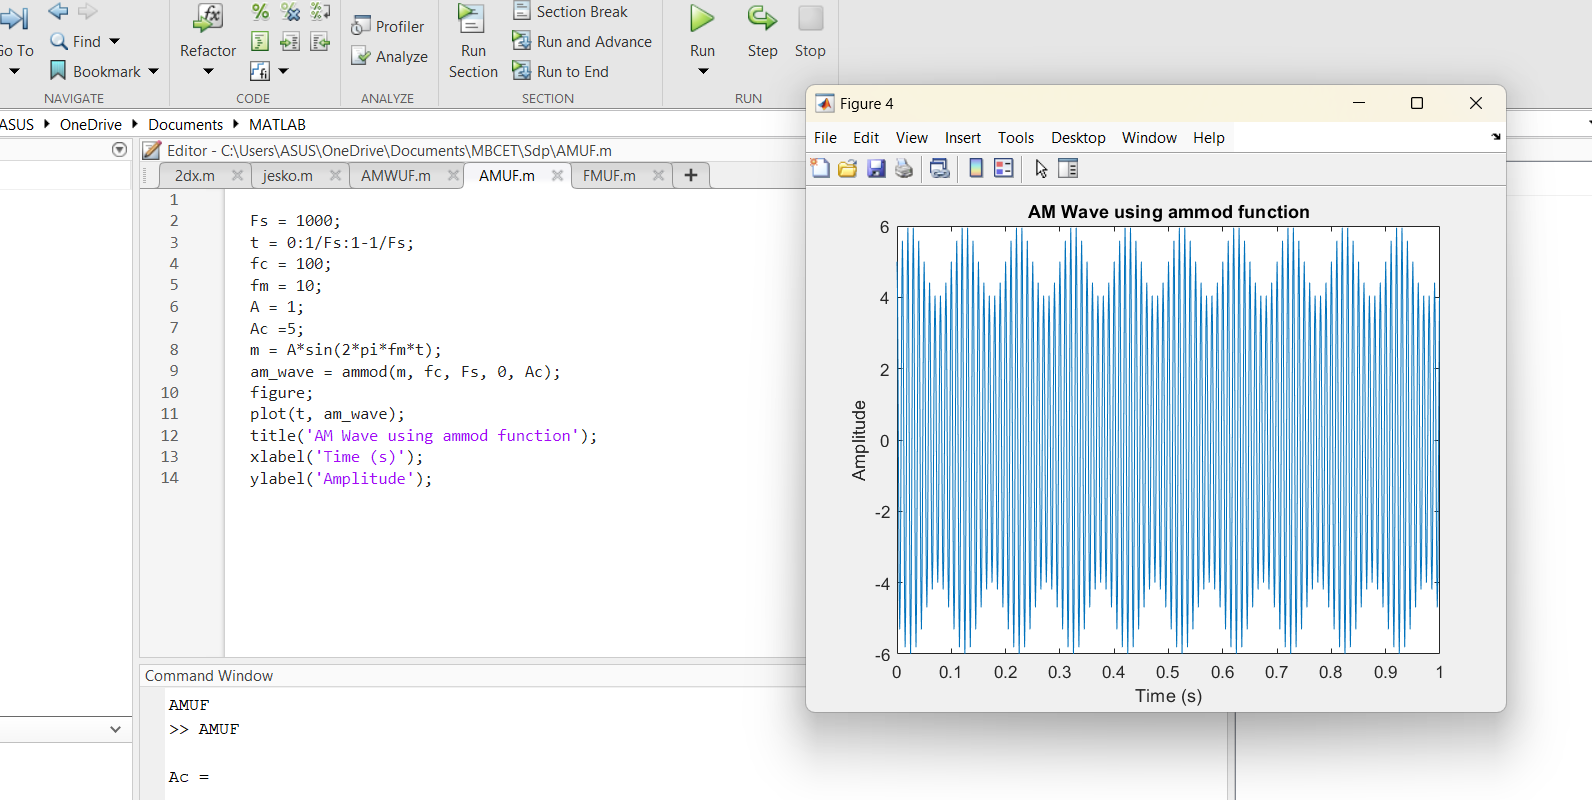 Go To
Find
Bookmark
NAVIGATE
Refactor
CODE
Profiler
Analyze
ANALYZE
Run
Section
Section Break
Run and Advance
Run to End
SECTION
Run
Step
Stop
RUN
ASUS
OneDrive
Documents
MATLAB
Editor - C:\Users\ASUS\OneDrive\Documents\MBCET\Sdp\AMUF.m
2dx.m
jesko.m
AMWUF.m
AMUF.m
FMUF.m
1
2 Fs = 1000;
3 t = 0:1/Fs:1-1/Fs;
4 fc = 100;
5 fm = 10;
6 A = 1;
7 Ac =5;
8 m = A*sin(2*pi*fm*t);
9 am_wave = ammod(m, fc, Fs, 0, Ac);
10 figure;
11 plot(t, am_wave);
12 title('AM Wave using ammod function');
13 xlabel('Time (s)');
14 ylabel('Amplitude');
Command Window
AMUF
>> AMUF
Ac =
Figure 4
File Edit View Insert Tools Desktop Window Help
AM Wave using ammod function
6
4
2
0
-2
-4
-6
Amplitude
0 0.1 0.2 0.3 0.4 0.5 0.6 0.7 0.8 0.9 1
Time (s)